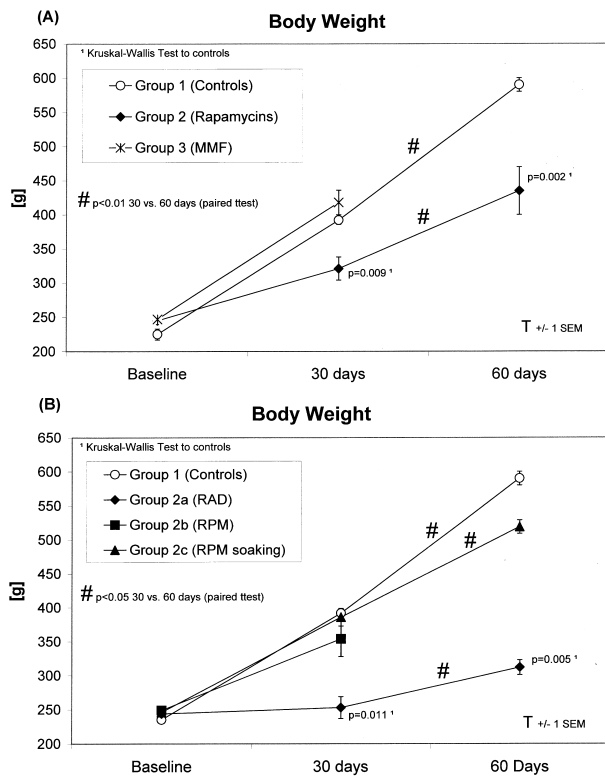 (A)
Body Weight
650
600
550
500
450
400
350
300
250
200
[g]
¹ Kruskal-Wallis Test to controls
Group 1 (Controls)
Group 2 (Rapamycins)
Group 3 (MMF)
# p<0.01 30 vs. 60 days (paired ttest)
#
#
p=0.002 ¹
p=0.009 ¹
T +/- 1 SEM
Baseline
30 days
60 days
(B)
Body Weight
650
600
550
500
450
400
350
300
250
200
[g]
¹ Kruskal-Wallis Test to controls
Group 1 (Controls)
Group 2a (RAD)
Group 2b (RPM)
Group 2c (RPM soaking)
# p<0.05 30 vs. 60 days (paired ttest)
#
#
#
p=0.005 ¹
p=0.011 ¹
T +/- 1 SEM
Baseline
30 days
60 Days